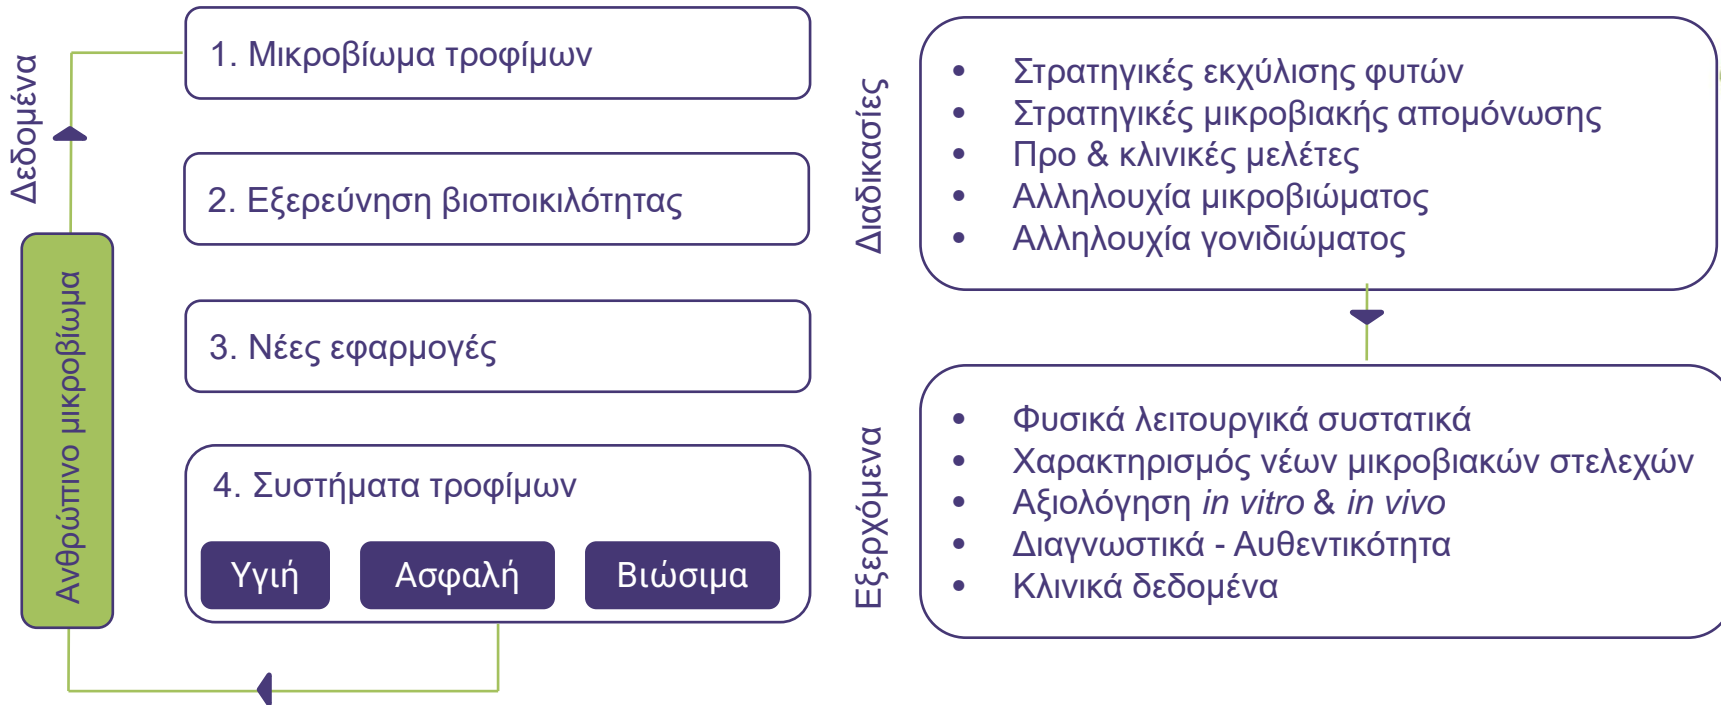 Δεδομένα
Ανθρώπινο μικροβίωμα
1. Μικροβίωμα τροφίμων
2. Εξερεύνηση βιοποικιλότητας
3. Νέες εφαρμογές
4. Συστήματα τροφίμων
Υγιή Ασφαλή Βιώσιμα
Διαδικασίες
• Στρατηγικές εκχύλισης φυτών
• Στρατηγικές μικροβιακής απομόνωσης
• Προ & κλινικές μελέτες
• Αλληλουχία μικροβιώματος
• Αλληλουχία γονιδιώματος
Εξερχόμενα
• Φυσικά λειτουργικά συστατικά
• Χαρακτηρισμός νέων μικροβιακών στελεχών
• Αξιολόγηση in vitro & in vivo
• Διαγνωστικά - Αυθεντικότητα
• Κλινικά δεδομένα